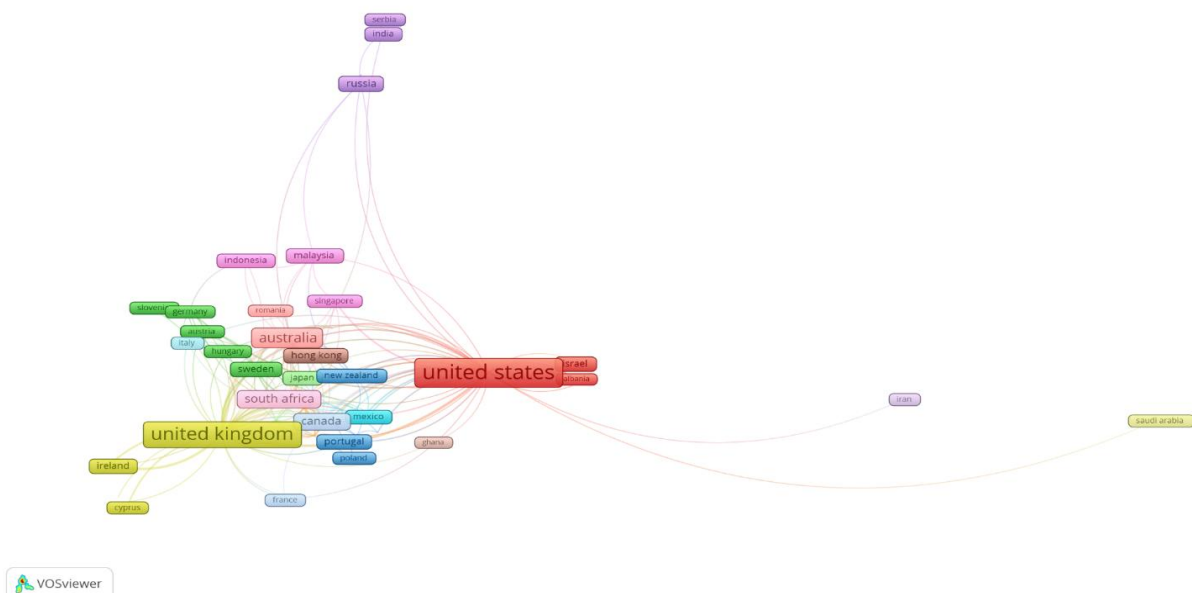 serbia
india
russia
indonesia
malaysia
singapore
slovenia
germany
romania
austria
australia
italy
hungary
hong kong
sweden
japan
new zealand
united states
israel
albania
south africa
iran
canada
mexico
saudi arabia
united kingdom
portugal
ghana
poland
ireland
france
cyprus
VOSviewer